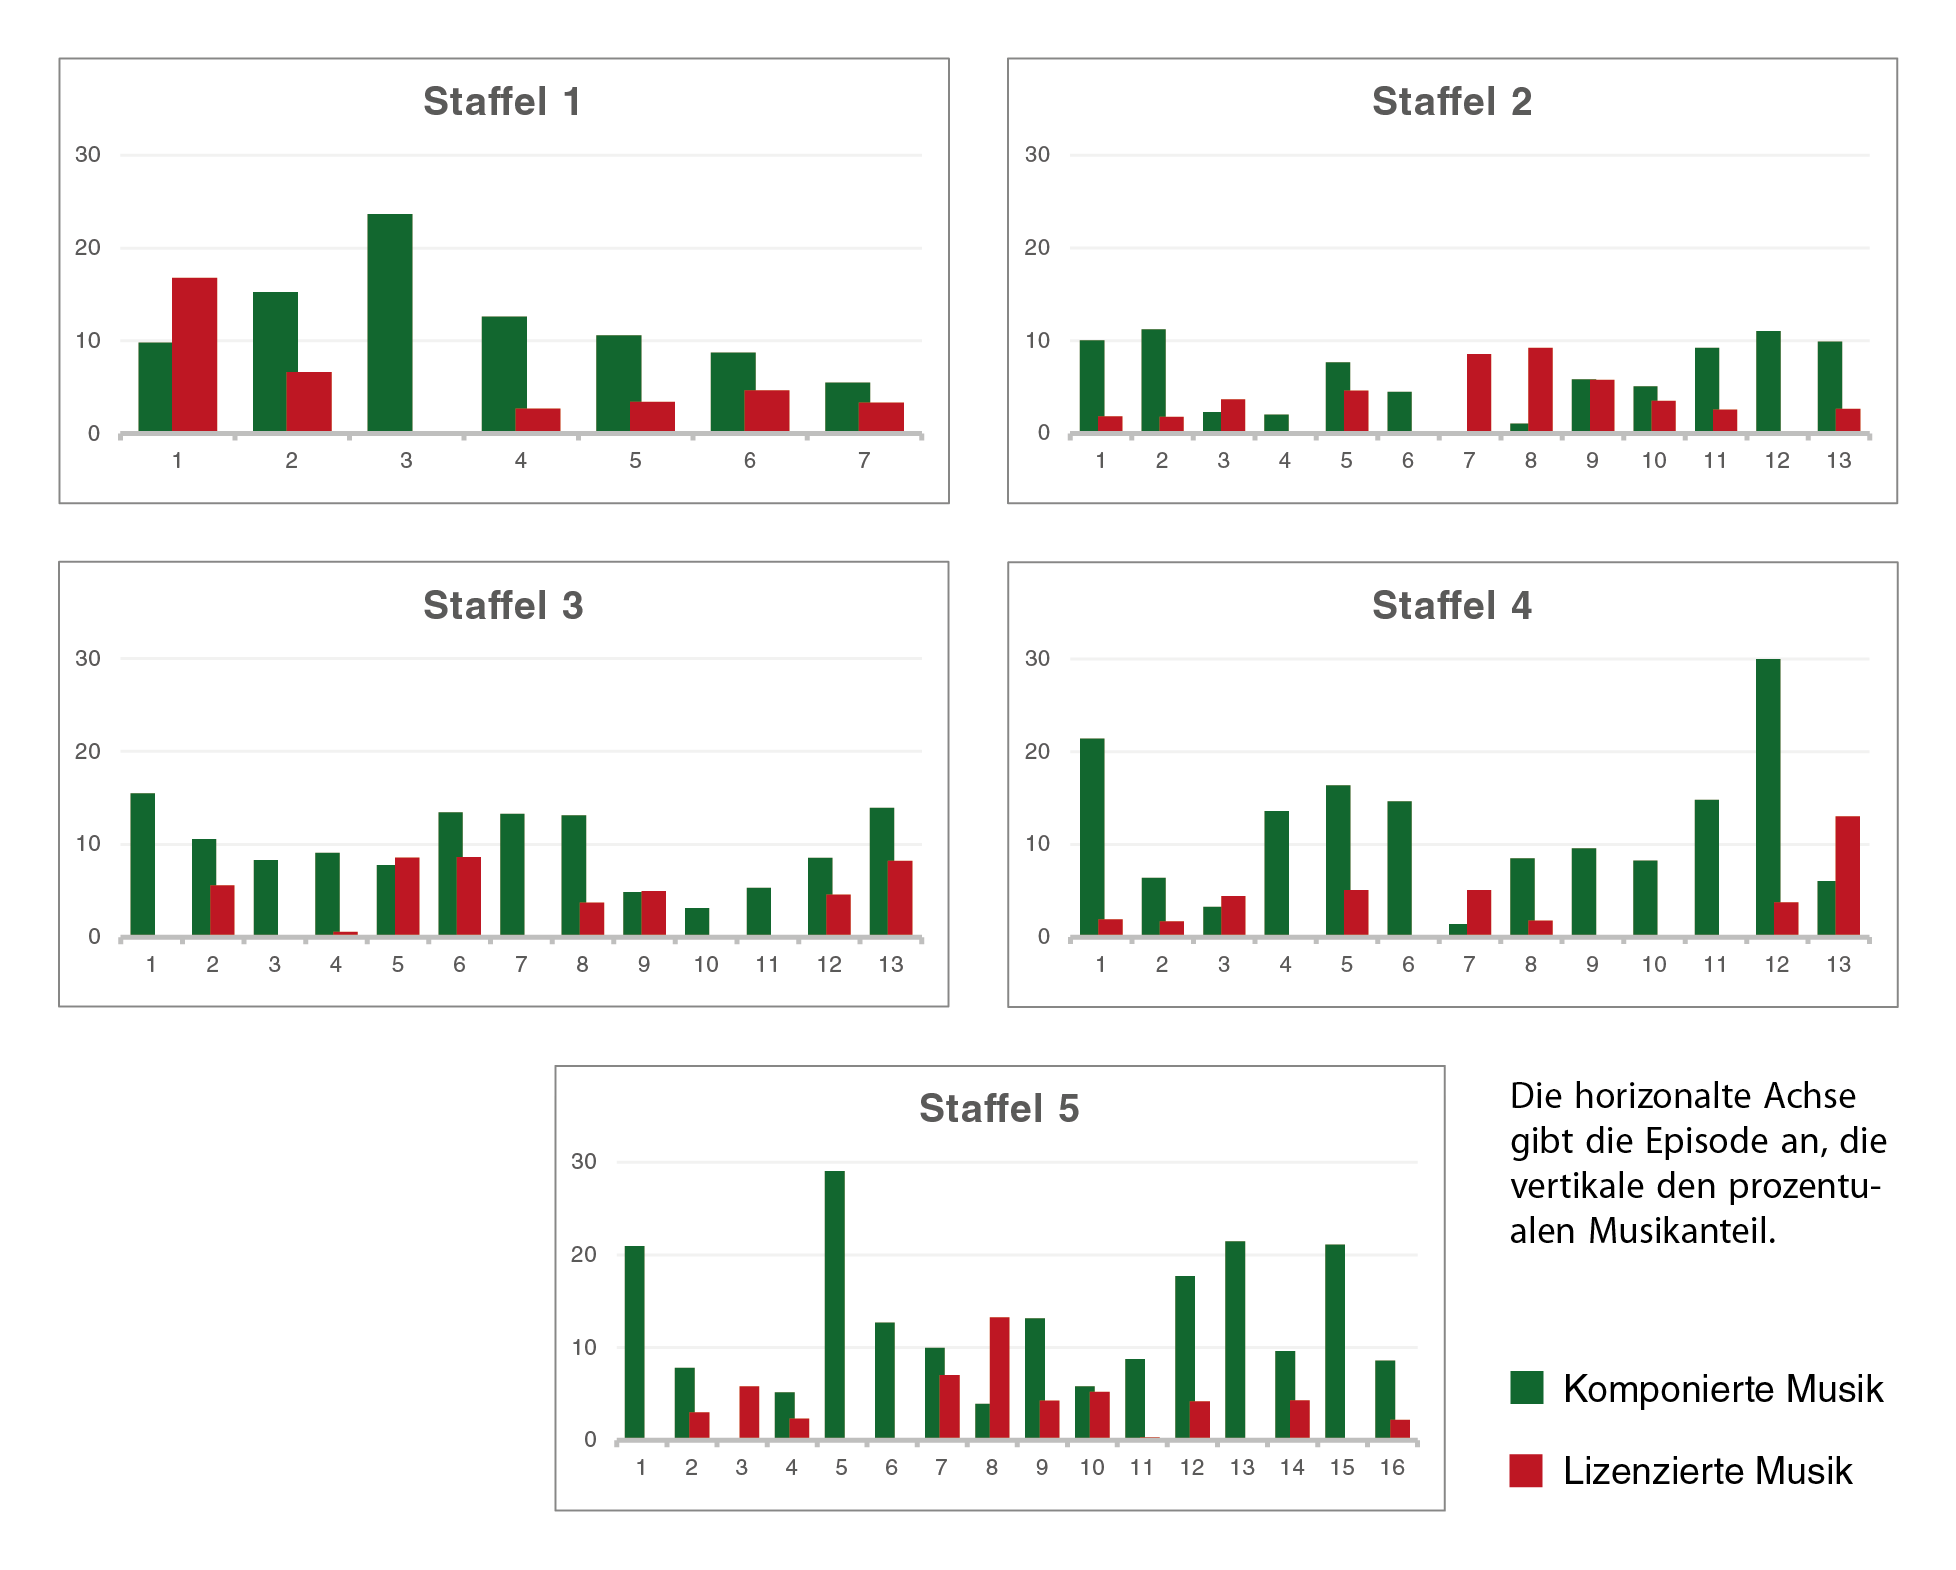 Staffel 1
30
20
10
0
1 2 3 4 5 6 7
Staffel 2
30
20
10
0
1 2 3 4 5 6 7 8 9 10 11 12 13
Staffel 3
30
20
10
0
1 2 3 4 5 6 7 8 9 10 11 12 13
Staffel 4
30
20
10
0
1 2 3 4 5 6 7 8 9 10 11 12 13
Staffel 5
30
20
10
0
1 2 3 4 5 6 7 8 9 10 11 12 13 14 15 16
Die horizonalte Achse
gibt die Episode an, die
vertikale den prozentu-
alen Musikanteil.
Komponierte Musik
Lizenzierte Musik